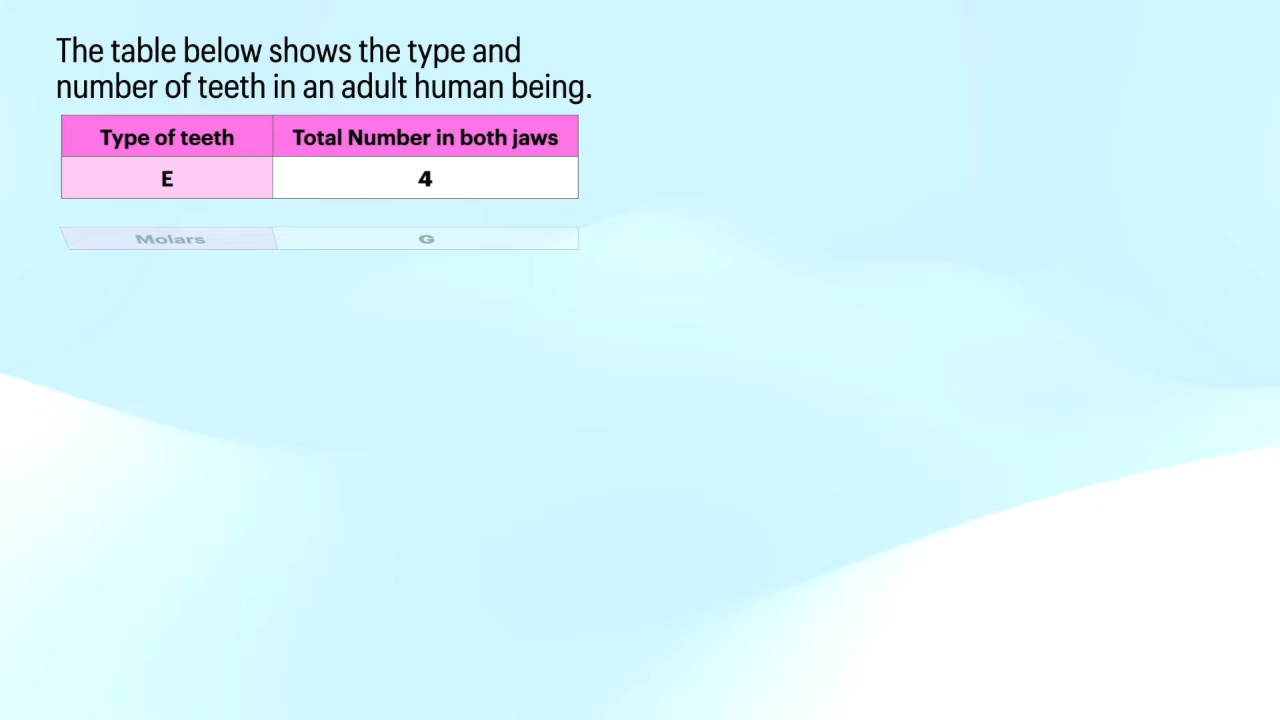 The table below shows the type and
number of teeth in an adult human being.
Type of teeth Total Number in both jaws
E 4
Molars G